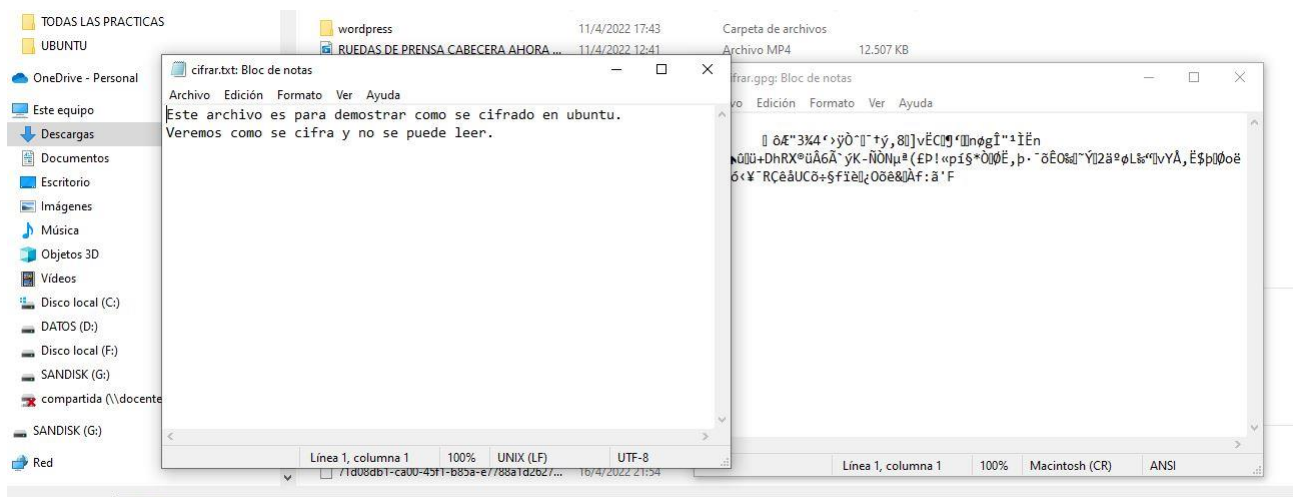 TODAS LAS PRACTICAS
UBUNTU
OneDrive - Personal
Este equipo
Descargas
Documentos
Escritorio
Imágenes
Música
Objetos 3D
Vídeos
Disco local (C:)
DATOS (D:)
Disco local (F:)
SANDISK (G:)
compartida (\\docente
SANDISK (G:)
Red
wordpress 11/4/2022 17:43 Carpeta de archivos
RUEDAS DE PRENSA CABECERA AHORA ... 11/4/2022 12:41 Archivo MP4 12.507 KB
cifrar.txt: Bloc de notas
Archivo Edición Formato Ver Ayuda
Este archivo es para demostrar como se cifrado en ubuntu.
Veremos como se cifra y no se puede leer.
Línea 1, columna 1 100% UNIX (LF) UTF-8
ifrar.gpg: Bloc de notas
vo Edición Formato Ver Ayuda
Línea 1, columna 1 100% Macintosh (CR) ANSI
16/4/2022 21:54